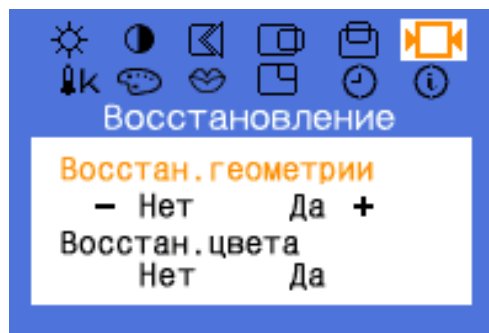 K
Восстановление
Восстан.геометрии
− Нет Да +
Восстан.цвета
Нет Да